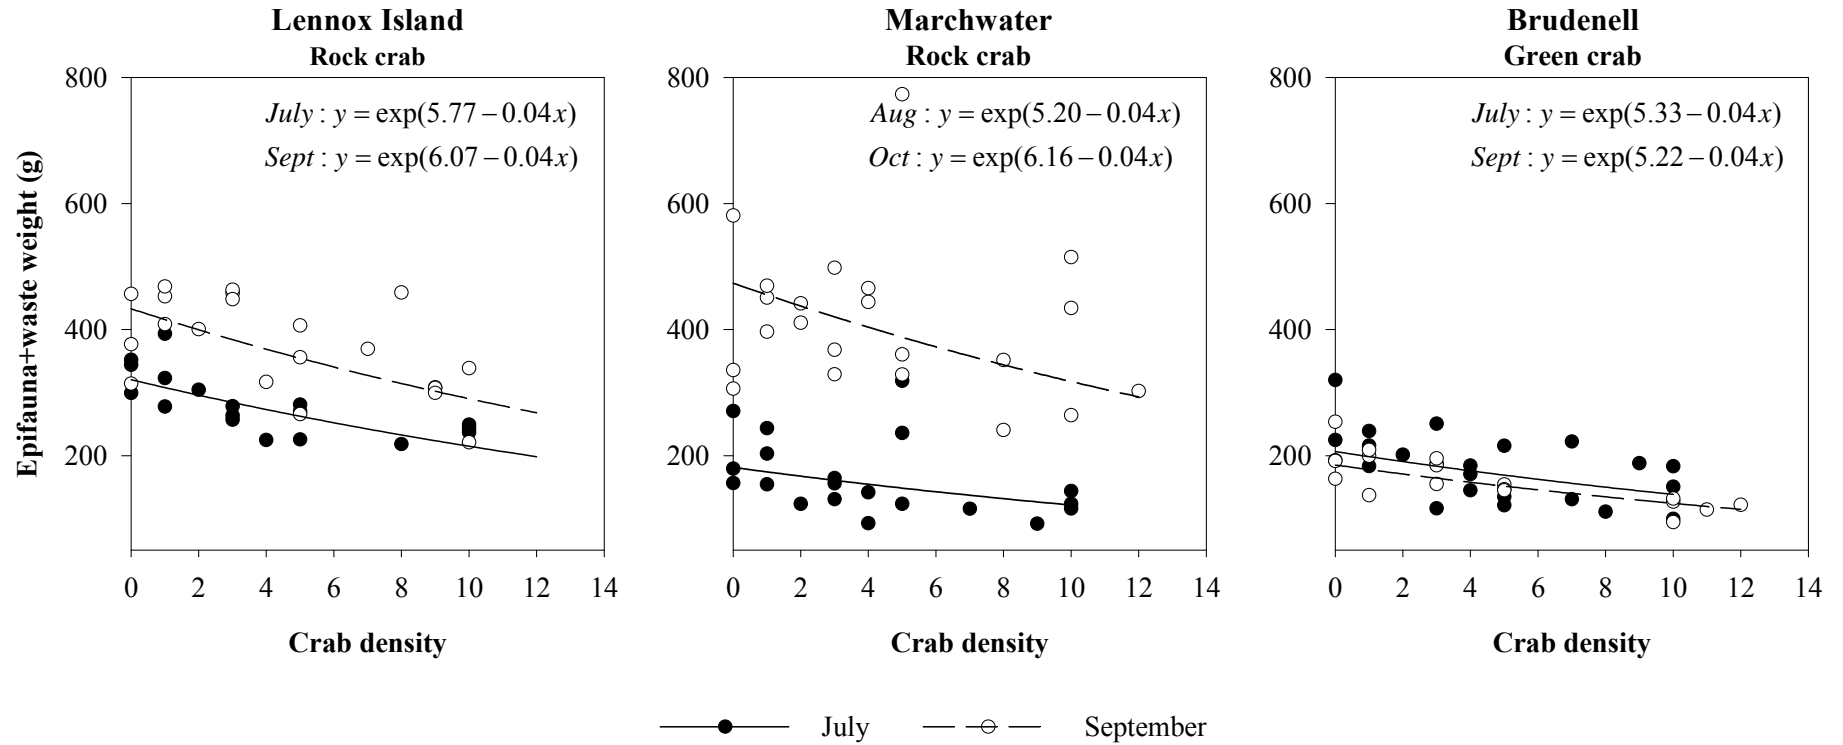 Lennox Island
Rock crab
Marchwater
Rock crab
Brudenell
Green crab
Epifauna+waste weight (g)
800
600
400
200
July : y = exp(5.77 – 0.04x)
Sept : y = exp(6.07 – 0.04x)
0 2 4 6 8 10 12 14
Crab density
800
600
400
200
Aug : y = exp(5.20 – 0.04x)
Oct : y = exp(6.16 – 0.04x)
0 2 4 6 8 10 12 14
Crab density
800
600
400
200
July : y = exp(5.33 – 0.04x)
Sept : y = exp(5.22 – 0.04x)
0 2 4 6 8 10 12 14
Crab density
July
September